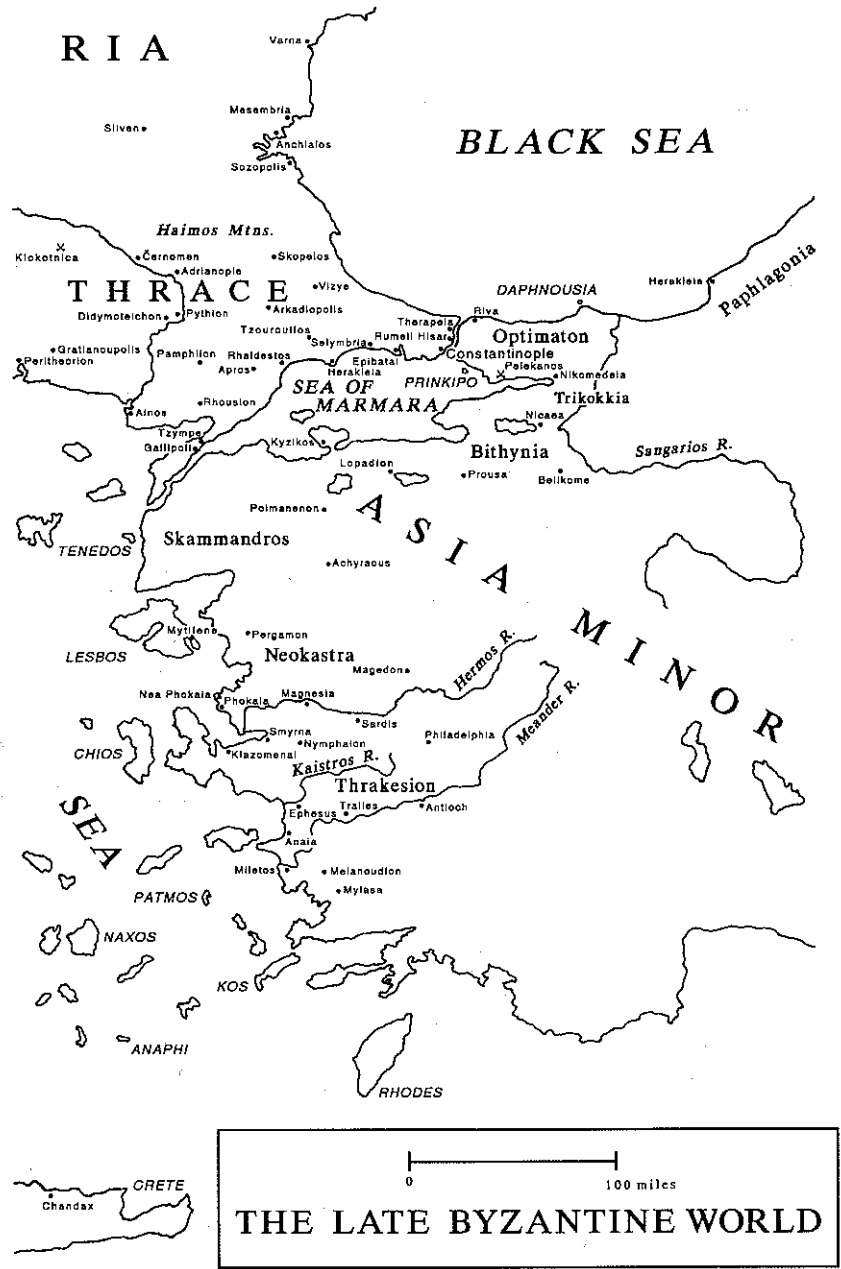 Varna
R I A
Mesembria
Sliven
Anchialos
BLACK SEA
Sozopolis
Haimos Mtns.
Klokotnica
Černomen
Skopelos
Adrianople
Herakleia
Paphlagonia
THRACE
Vizye
DAPHNOUSIA
Arkadiopolis
Didymoteichon
Pythion
Therapeia
Riva
Tzouroullos
Selymbria
Rumeli Hisar
Optimaton
Gratianoupolis
Peritheorion
Pamphilon
Rhaidestos
Epibatai
Constantinople
Apros
Herakleia
PRINKIPO
Pelekanos
Nikomedeia
SEA OF
MARMARA
Trikokkia
Rhousion
Ainos
Nicaea
Tzympe
Kyzikos
Gallipoli
Bithynia
Sangarios R.
Lopadion
Prousa
Belikome
Poimanenon
ASIA MINOR
Skammandros
TENEDOS
Achyraous
Mytilene
Pergamon
LESBOS
Neokastra
Magedon
Hermos R.
Nea Phokaia
Phokaia
Magnesia
Meander R.
Sardis
Smyrna
Nymphaion
Philadelphia
CHIOS
Klazomenai
Kaistros R.
Thrakesion
SEA
Ephesus
Tralles
Antioch
Anaia
Miletos
Melanoudion
PATMOS
Mylasa
NAXOS
KOS
ANAPHI
RHODES
CRETE
Chandax
0
100 miles
THE LATE BYZANTINE WORLD